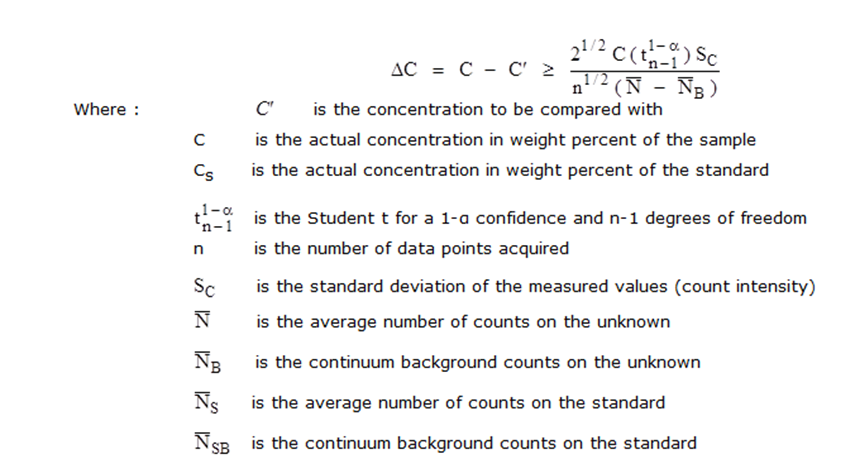 ΔC = C − C′ ≥ 2^{1/2} C (t_{n−1}^{1−α}) S_C / n^{1/2} (N̅ − N̅_B)
Where : C′ is the concentration to be compared with
C is the actual concentration in weight percent of the sample
C_s is the actual concentration in weight percent of the standard
t_{n−1}^{1−α} is the Student t for a 1-α confidence and n-1 degrees of freedom
n is the number of data points acquired
S_C is the standard deviation of the measured values (count intensity)
N̅ is the average number of counts on the unknown
N̅_B is the continuum background counts on the unknown
N̅_S is the average number of counts on the standard
N̅_SB is the continuum background counts on the standard